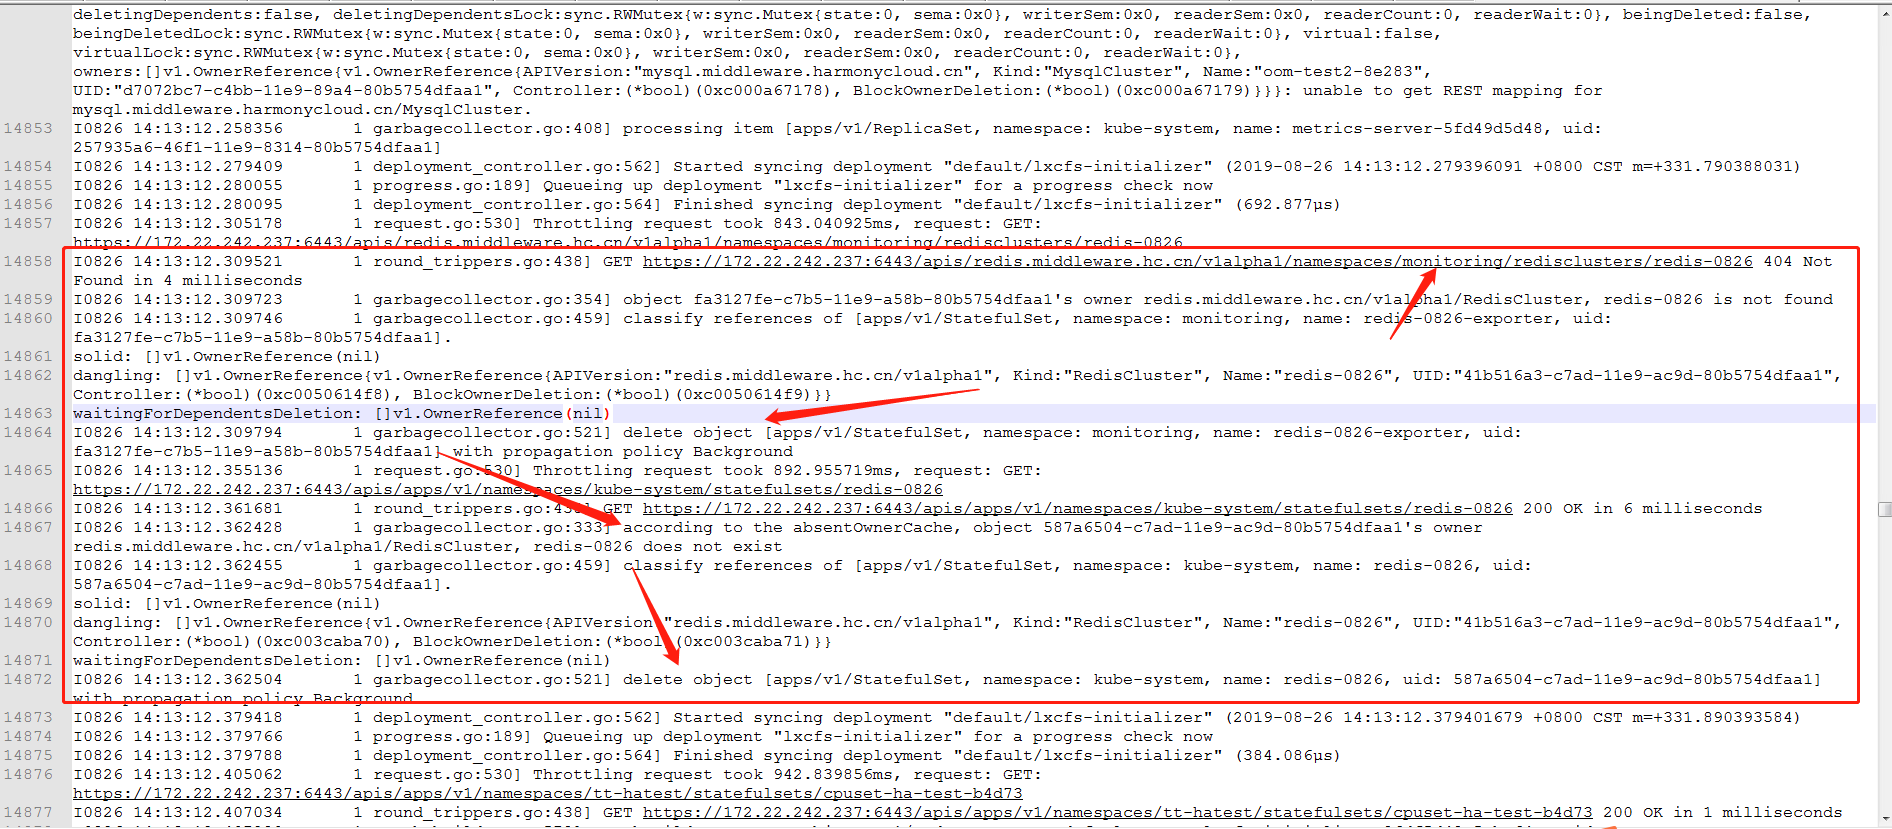 deletingDependents:false, deletingDependentsLock:sync.RWMutex{w:sync.Mutex{state:0, sema:0x0}, writerSem:0x0, readerSem:0x0, readerCount:0, readerWait:0}, beingDeleted:false,
beingDeletedLock:sync.RWMutex{w:sync.Mutex{state:0, sema:0x0}, writerSem:0x0, readerSem:0x0, readerCount:0, readerWait:0}, virtual:false,
virtualLock:sync.RWMutex{w:sync.Mutex{state:0, sema:0x0}, writerSem:0x0, readerSem:0x0, readerCount:0, readerWait:0},
owners:[]v1.OwnerReference{v1.OwnerReference{APIVersion:"mysql.middleware.harmonycloud.cn", Kind:"MysqlCluster", Name:"oom-test2-8e283",
UID:"d7072bc7-c4bb-11e9-89a4-80b5754dfaa1", Controller:(*bool)(0xc000a67178), BlockOwnerDeletion:(*bool)(0xc000a67179)}}}: unable to get REST mapping for
mysql.middleware.harmonycloud.cn/MysqlCluster.
14853 I0826 14:13:12.258356 1 garbagecollector.go:408] processing item [apps/v1/ReplicaSet, namespace: kube-system, name: metrics-server-5fd49d5d48, uid:
257935a6-46f1-11e9-8314-80b5754dfaa1]
14854 I0826 14:13:12.279409 1 deployment_controller.go:562] Started syncing deployment "default/lxcfs-initializer" (2019-08-26 14:13:12.279396091 +0800 CST m=+331.790388031)
14855 I0826 14:13:12.280055 1 progress.go:189] Queueing up deployment "lxcfs-initializer" for a progress check now
14856 I0826 14:13:12.280095 1 deployment_controller.go:564] Finished syncing deployment "default/lxcfs-initializer" (692.877µs)
14857 I0826 14:13:12.305178 1 request.go:530] Throttling request took 843.040925ms, request: GET:
https://172.22.242.237:6443/apis/redis.middleware.hc.cn/v1alpha1/namespaces/monitoring/redisclusters/redis-0826
14858 I0826 14:13:12.309521 1 round_trippers.go:438] GET https://172.22.242.237:6443/apis/redis.middleware.hc.cn/v1alpha1/namespaces/monitoring/redisclusters/redis-0826 404 Not
Found in 4 milliseconds
14859 I0826 14:13:12.309723 1 garbagecollector.go:354] object fa3127fe-c7b5-11e9-a58b-80b5754dfaa1's owner redis.middleware.hc.cn/v1alpha1/RedisCluster, redis-0826 is not found
14860 I0826 14:13:12.309746 1 garbagecollector.go:459] classify references of [apps/v1/StatefulSet, namespace: monitoring, name: redis-0826-exporter, uid:
fa3127fe-c7b5-11e9-a58b-80b5754dfaa1].
14861 solid: []v1.OwnerReference(nil)
14862 dangling: []v1.OwnerReference{v1.OwnerReference{APIVersion:"redis.middleware.hc.cn/v1alpha1", Kind:"RedisCluster", Name:"redis-0826", UID:"41b516a3-c7ad-11e9-ac9d-80b5754dfaa1",
Controller:(*bool)(0xc0050614f8), BlockOwnerDeletion:(*bool)(0xc0050614f9)}}
14863 waitingForDependentsDeletion: []v1.OwnerReference(nil)
14864 I0826 14:13:12.309794 1 garbagecollector.go:521] delete object [apps/v1/StatefulSet, namespace: monitoring, name: redis-0826-exporter, uid:
fa3127fe-c7b5-11e9-a58b-80b5754dfaa1] with propagation policy Background
14865 I0826 14:13:12.355136 1 request.go:530] Throttling request took 892.955719ms, request: GET:
https://172.22.242.237:6443/apis/apps/v1/namespaces/kube-system/statefulsets/redis-0826
14866 I0826 14:13:12.361681 1 round_trippers.go:438] GET https://172.22.242.237:6443/apis/apps/v1/namespaces/kube-system/statefulsets/redis-0826 200 OK in 6 milliseconds
14867 I0826 14:13:12.362428 1 garbagecollector.go:333] according to the absentOwnerCache, object 587a6504-c7ad-11e9-ac9d-80b5754dfaa1's owner
redis.middleware.hc.cn/v1alpha1/RedisCluster, redis-0826 does not exist
14868 I0826 14:13:12.362455 1 garbagecollector.go:459] classify references of [apps/v1/StatefulSet, namespace: kube-system, name: redis-0826, uid:
587a6504-c7ad-11e9-ac9d-80b5754dfaa1].
14869 solid: []v1.OwnerReference(nil)
14870 dangling: []v1.OwnerReference{v1.OwnerReference{APIVersion:"redis.middleware.hc.cn/v1alpha1", Kind:"RedisCluster", Name:"redis-0826", UID:"41b516a3-c7ad-11e9-ac9d-80b5754dfaa1",
Controller:(*bool)(0xc003caba70), BlockOwnerDeletion:(*bool)(0xc003caba71)}}
14871 waitingForDependentsDeletion: []v1.OwnerReference(nil)
14872 I0826 14:13:12.362504 1 garbagecollector.go:521] delete object [apps/v1/StatefulSet, namespace: kube-system, name: redis-0826, uid: 587a6504-c7ad-11e9-ac9d-80b5754dfaa1]
with propagation policy Background
14873 I0826 14:13:12.379418 1 deployment_controller.go:562] Started syncing deployment "default/lxcfs-initializer" (2019-08-26 14:13:12.379401679 +0800 CST m=+331.890393584)
14874 I0826 14:13:12.379766 1 progress.go:189] Queueing up deployment "lxcfs-initializer" for a progress check now
14875 I0826 14:13:12.379788 1 deployment_controller.go:564] Finished syncing deployment "default/lxcfs-initializer" (384.086µs)
14876 I0826 14:13:12.405062 1 request.go:530] Throttling request took 942.839856ms, request: GET:
https://172.22.242.237:6443/apis/apps/v1/namespaces/tt-hatest/statefulsets/cpuset-ha-test-b4d73
14877 I0826 14:13:12.407034 1 round_trippers.go:438] GET https://172.22.242.237:6443/apis/apps/v1/namespaces/tt-hatest/statefulsets/cpuset-ha-test-b4d73 200 OK in 1 milliseconds